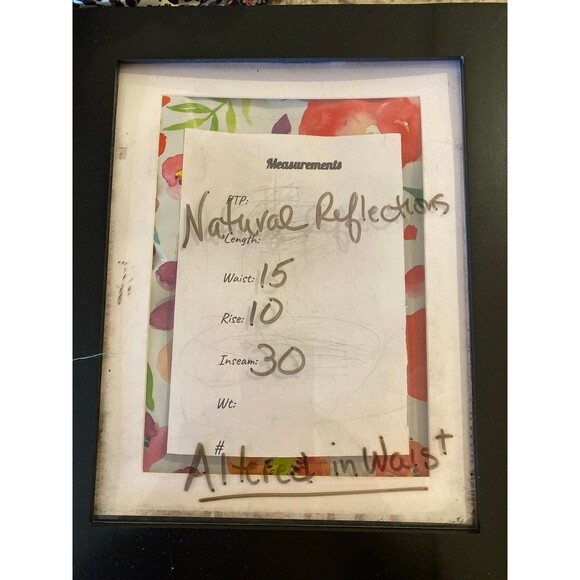 Measurements
PTP:
Natural Reflections
Length:
Waist: 15
Rise: 10
Inseam: 30
Wt:
#
Altered in Waist